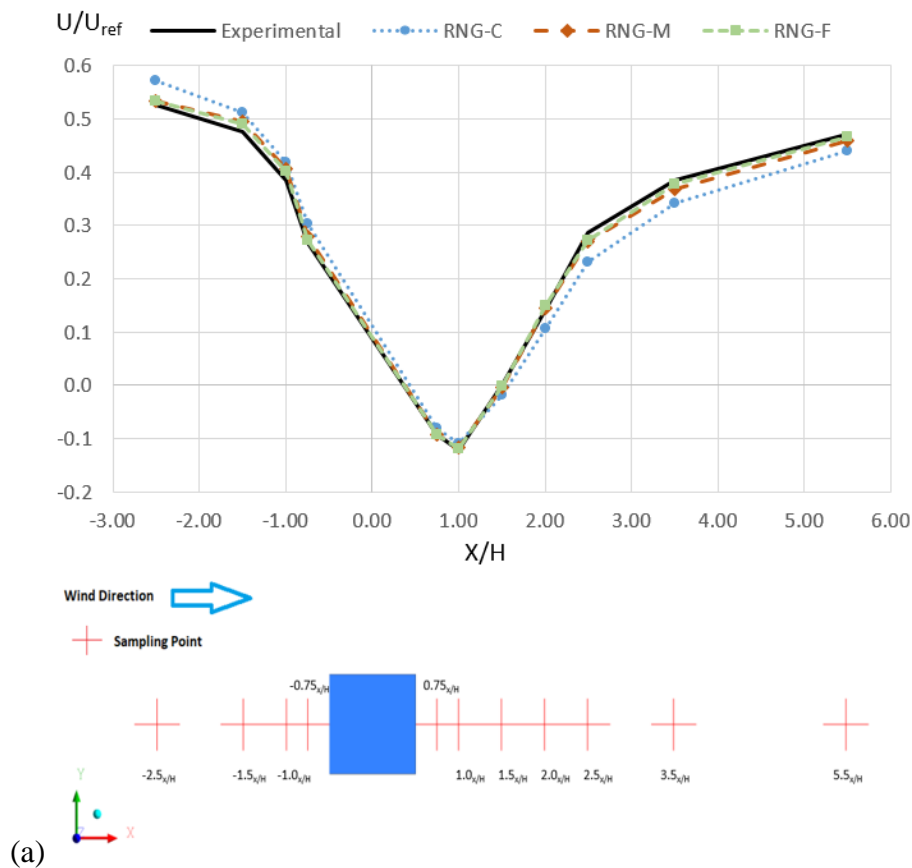 U/Uref
Experimental RNG-C RNG-M RNG-F
0.6
0.5
0.4
0.3
0.2
0.1
0.0
-0.1
-0.2
-3.00 -2.00 -1.00 0.00 1.00 2.00 3.00 4.00 5.00 6.00
X/H
Wind Direction
Sampling Point
-0.75x/H 0.75x/H
-2.5x/H -1.5x/H -1.0x/H 1.0x/H 1.5x/H 2.0x/H 2.5x/H 3.5x/H 5.5x/H
Y
Z X
(a)